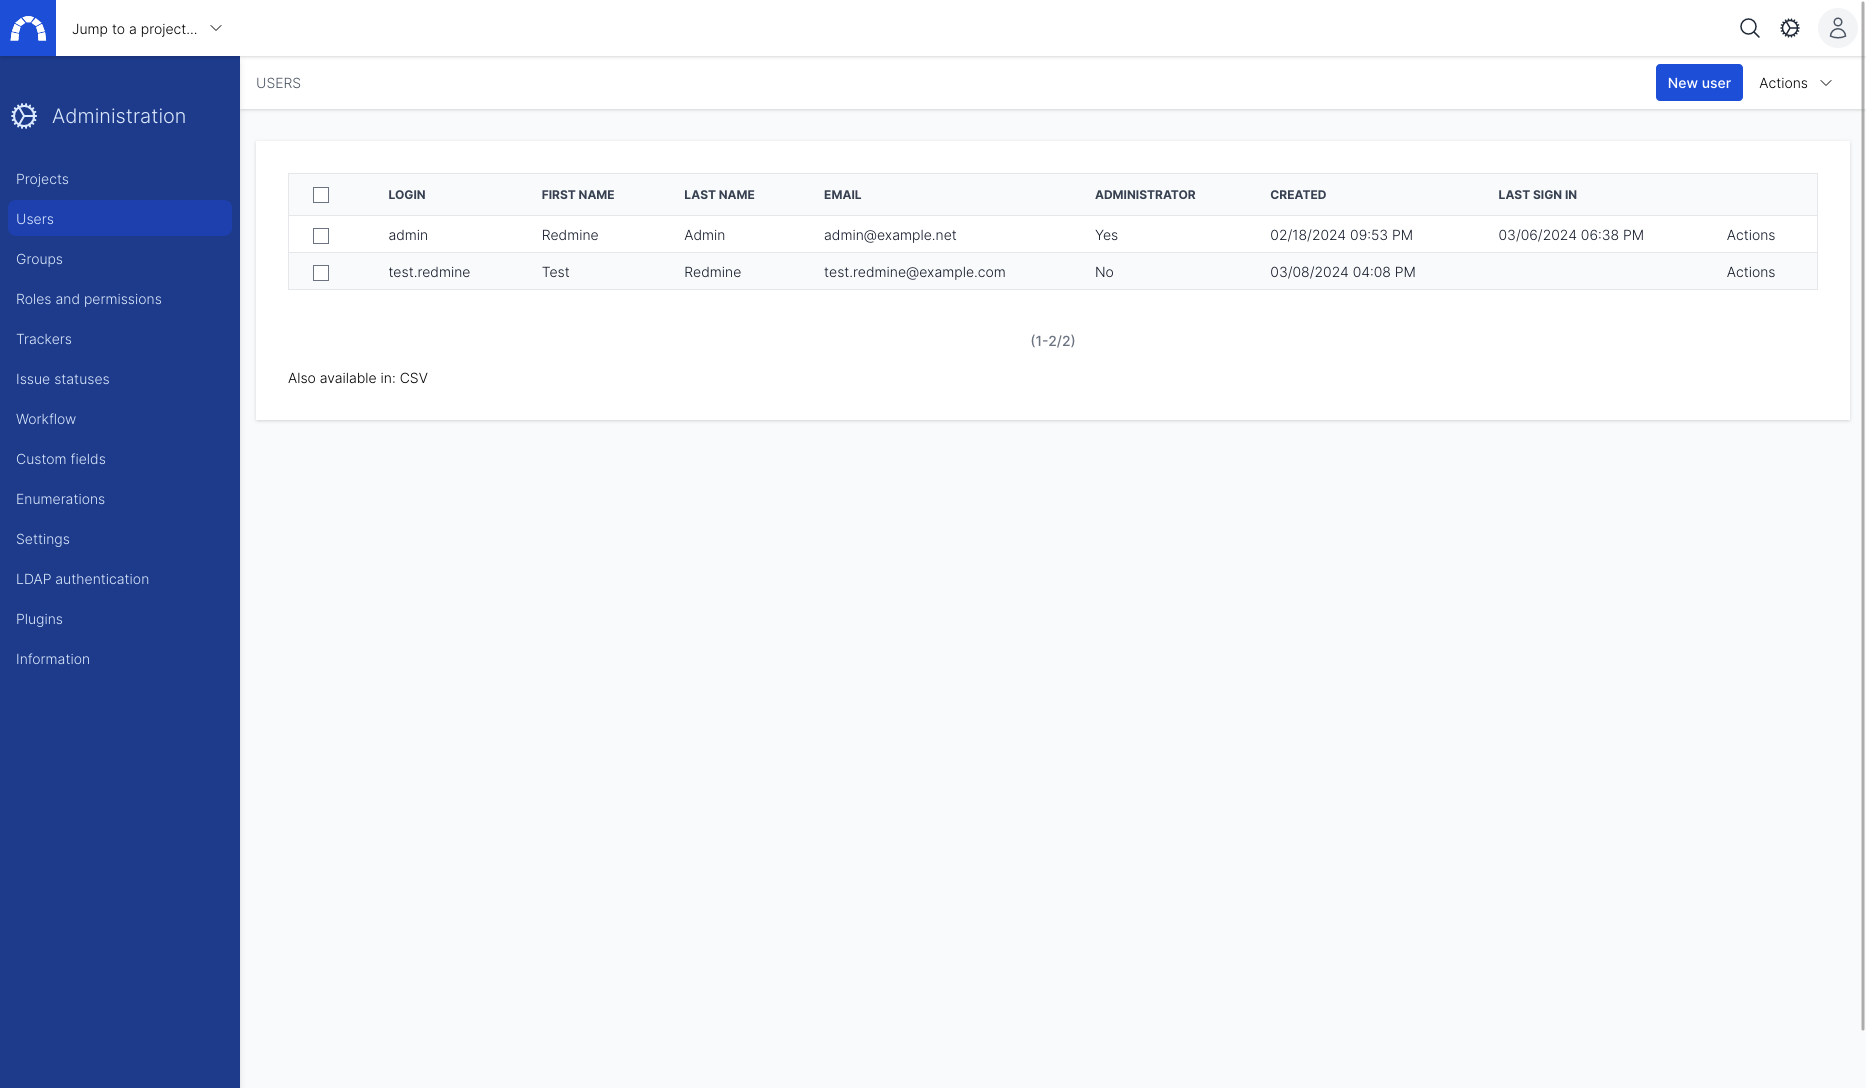 Jump to a project...
USERS
New user
Actions
Administration
Projects
Users
Groups
Roles and permissions
Trackers
Issue statuses
Workflow
Custom fields
Enumerations
Settings
LDAP authentication
Plugins
Information
LOGIN FIRST NAME LAST NAME EMAIL ADMINISTRATOR CREATED LAST SIGN IN
admin Redmine Admin admin@example.net Yes 02/18/2024 09:53 PM 03/06/2024 06:38 PM Actions
test.redmine Test Redmine test.redmine@example.com No 03/08/2024 04:08 PM Actions
(1-2/2)
Also available in: CSV